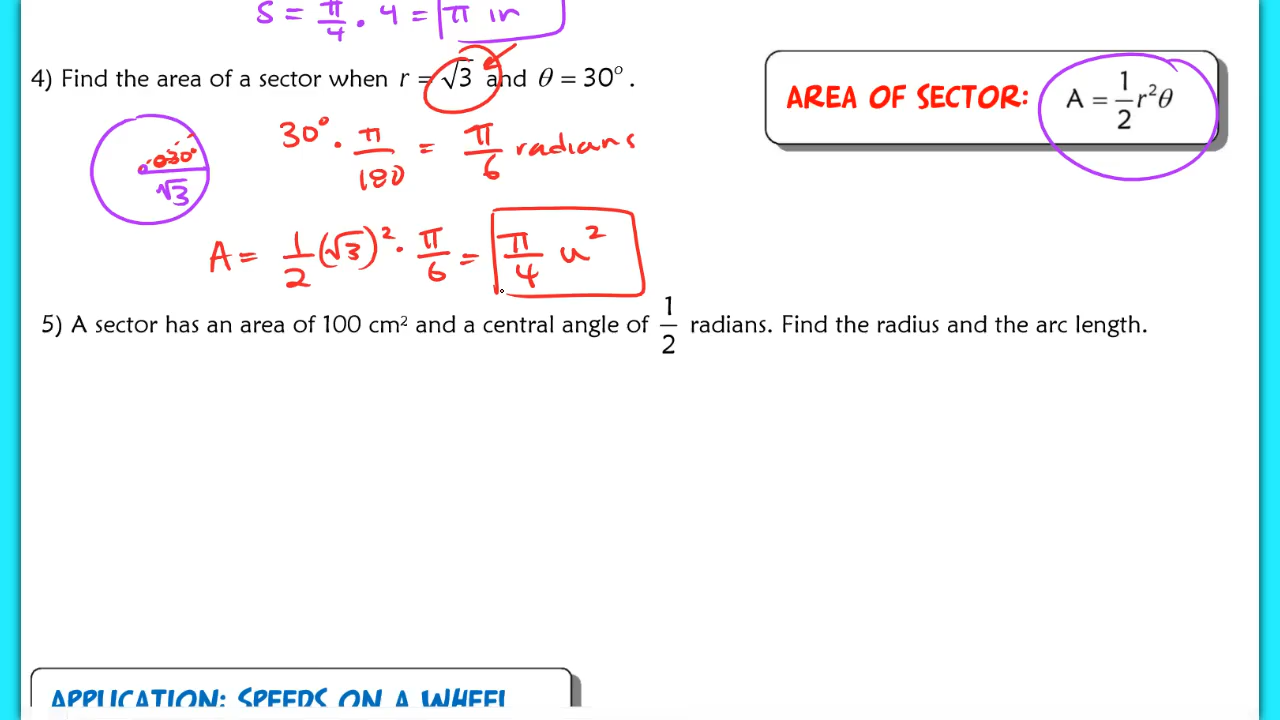 S = π/4 · 4 = π in
4) Find the area of a sector when r = √3 and θ = 30°.
AREA OF SECTOR: A = 1/2 r²θ
30° · π/180 = π/6 radians
30°
√3
A = 1/2 (√3)² · π/6 = π/4 u²
5) A sector has an area of 100 cm² and a central angle of 1/2 radians. Find the radius and the arc length.
APPLICATION: SPEEDS ON A WHEEL